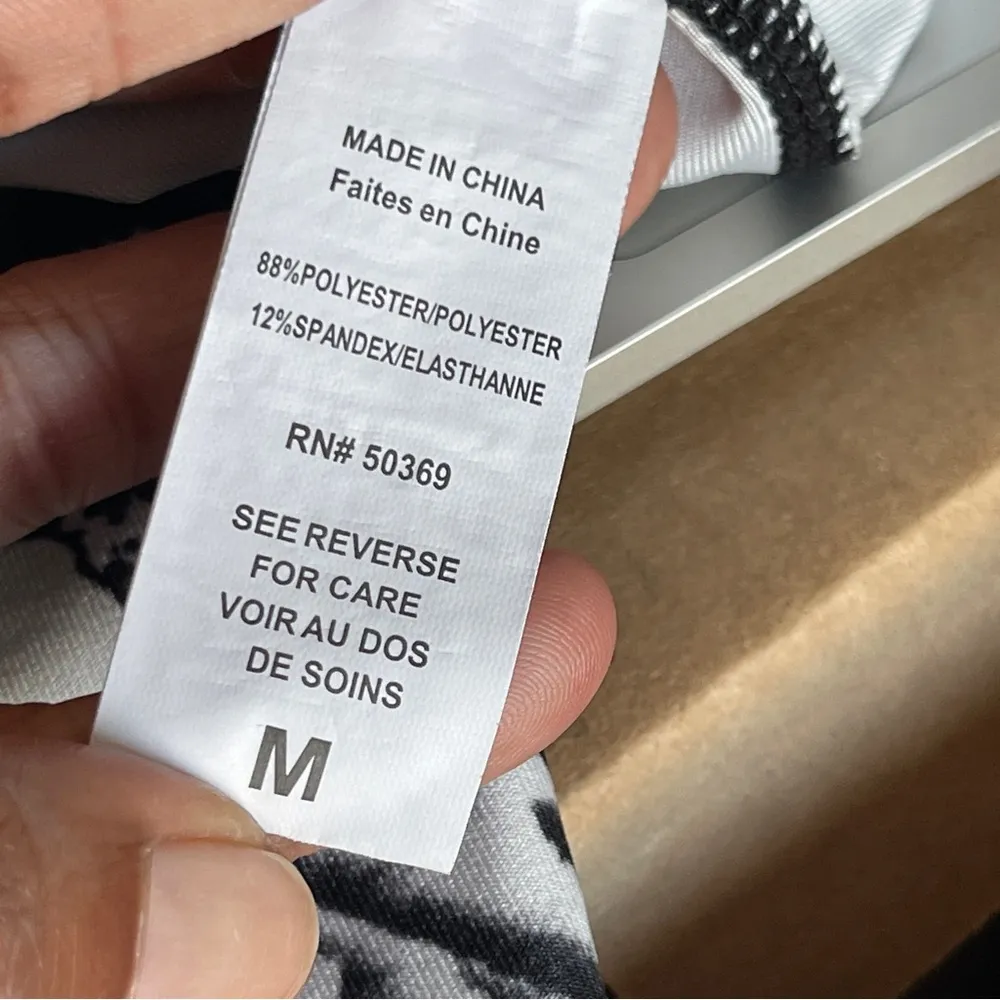 MADE IN CHINA
Faites en Chine
88%POLYESTER/POLYESTER
12%SPANDEX/ELASTHANNE
RN# 50369
SEE REVERSE
FOR CARE
VOIR AU DOS
DE SOINS
M